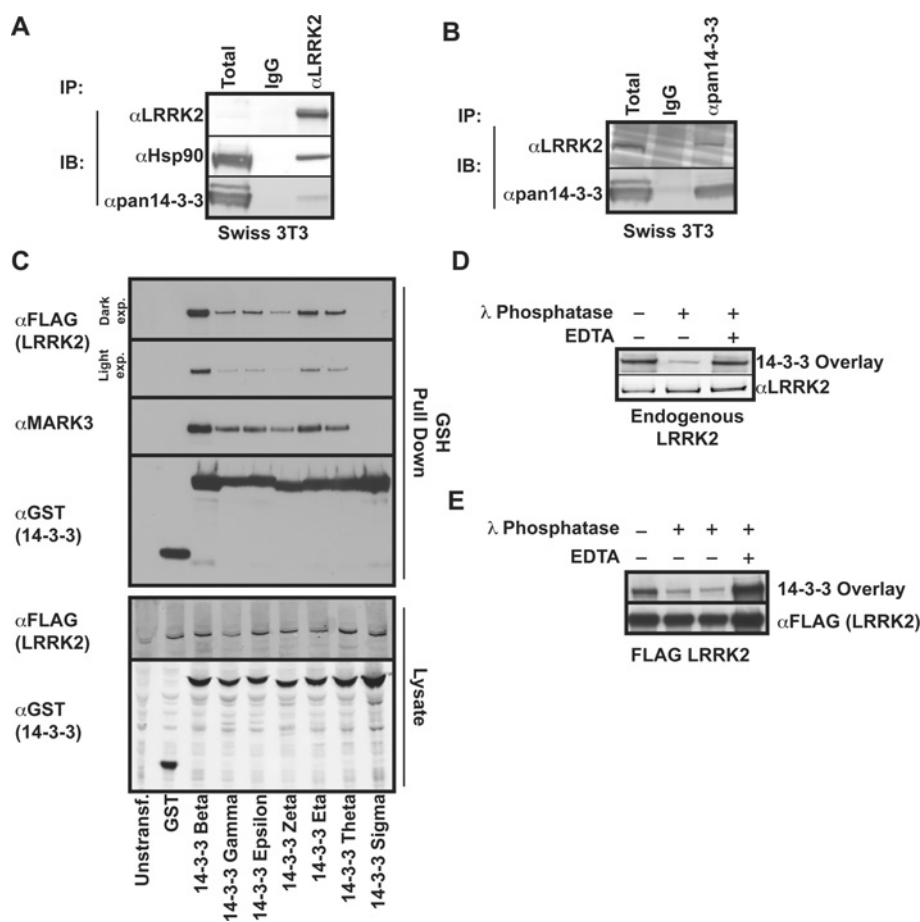 A
IP:
Total
IgG
αLRRK2
IB:
αLRRK2
αHsp90
αpan14-3-3
Swiss 3T3
B
IP:
Total
IgG
αpan14-3-3
IB:
αLRRK2
αpan14-3-3
Swiss 3T3
C
αFLAG
(LRRK2)
Dark
exp.
Light
exp.
αMARK3
αGST
(14-3-3)
GSH
Pull Down
αFLAG
(LRRK2)
αGST
(14-3-3)
Lysate
Unstransf.
GST
14-3-3 Beta
14-3-3 Gamma
14-3-3 Epsilon
14-3-3 Zeta
14-3-3 Eta
14-3-3 Theta
14-3-3 Sigma
D
λ Phosphatase − + +
EDTA − − +
14-3-3 Overlay
αLRRK2
Endogenous
LRRK2
E
λ Phosphatase − + + +
EDTA − − − +
14-3-3 Overlay
αFLAG (LRRK2)
FLAG LRRK2